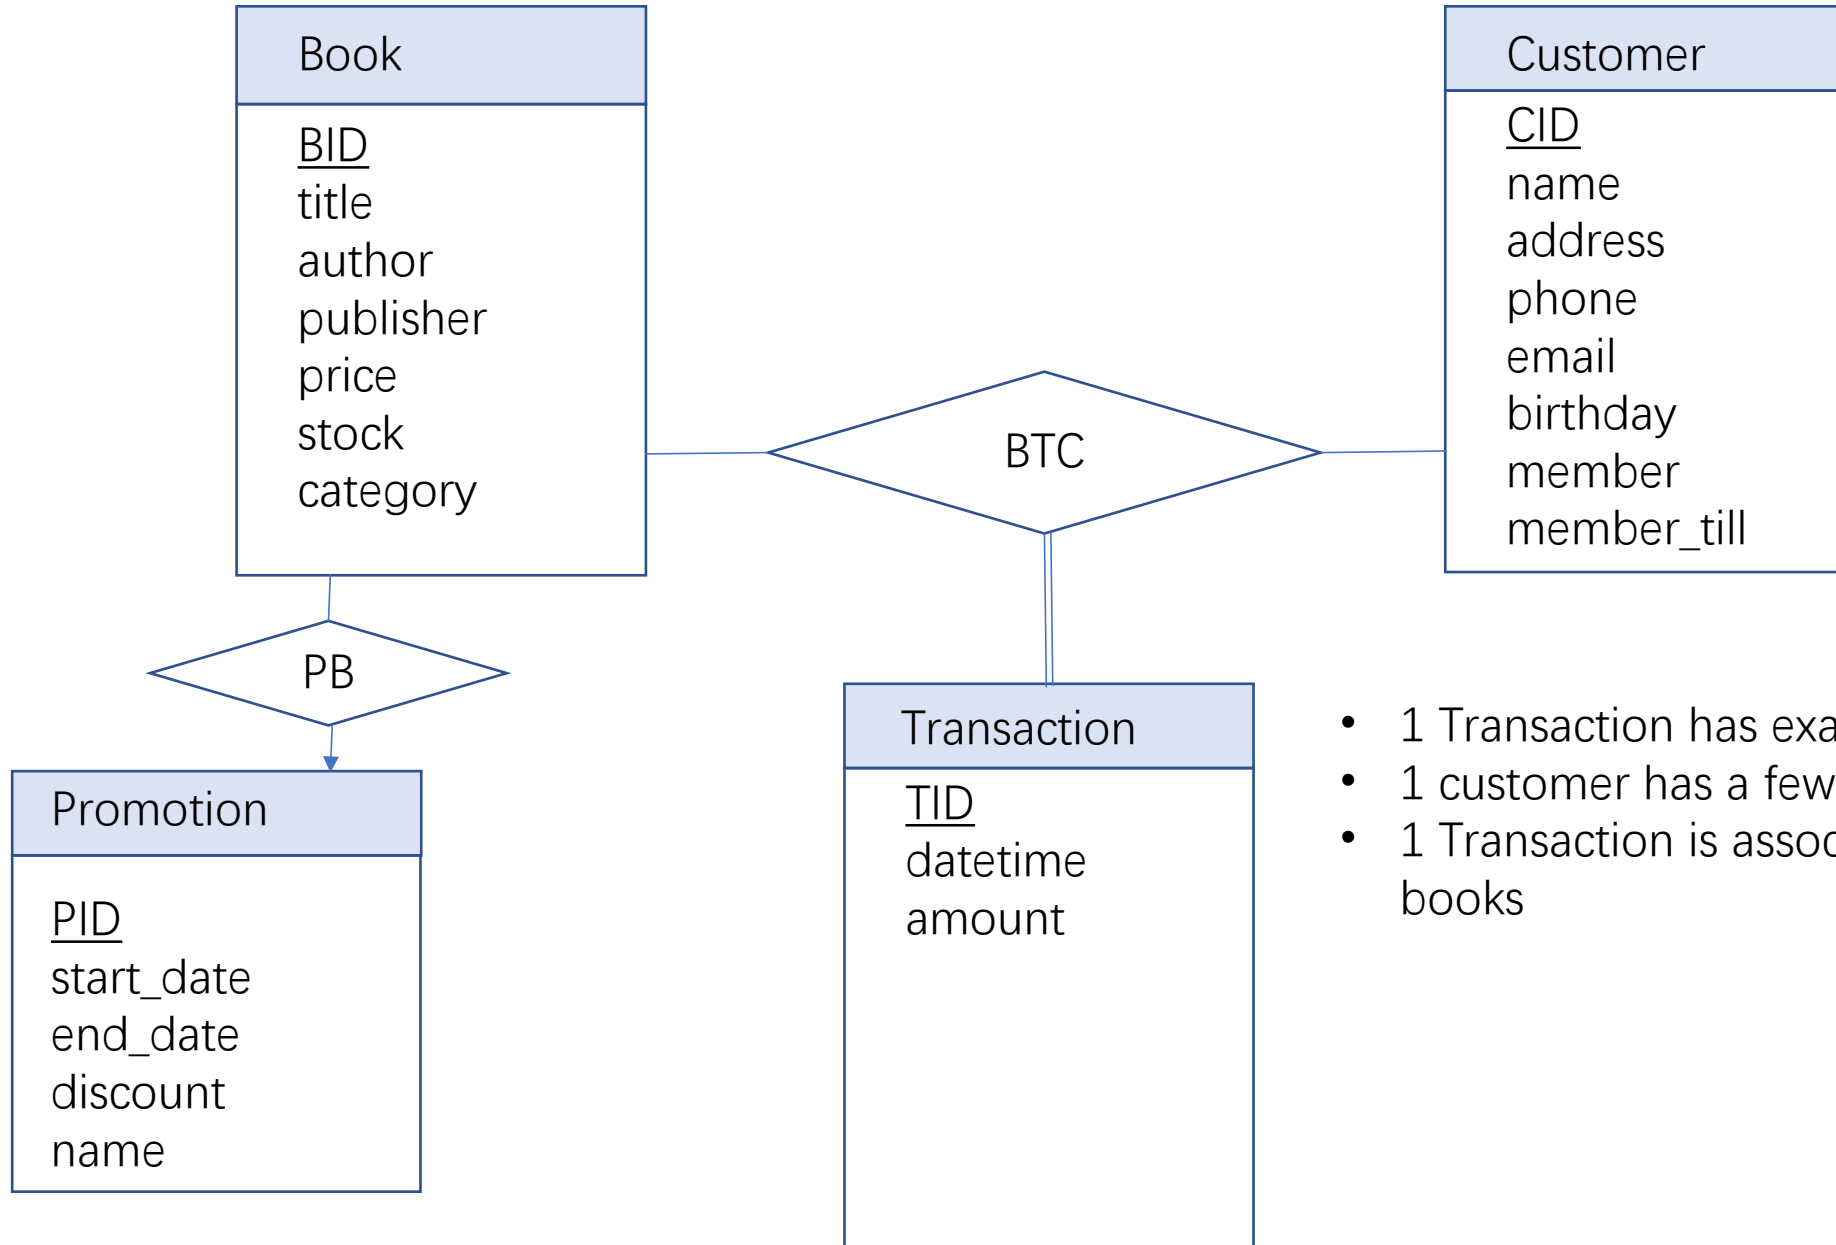 Book
BID
title
author
publisher
price
stock
category
Customer
CID
name
address
phone
email
birthday
member
member_till
BTC
PB
Promotion
PID
start_date
end_date
discount
name
Transaction
TID
datetime
amount
• 1 Transaction has
• 1 customer has a few
• 1 Transaction is
books